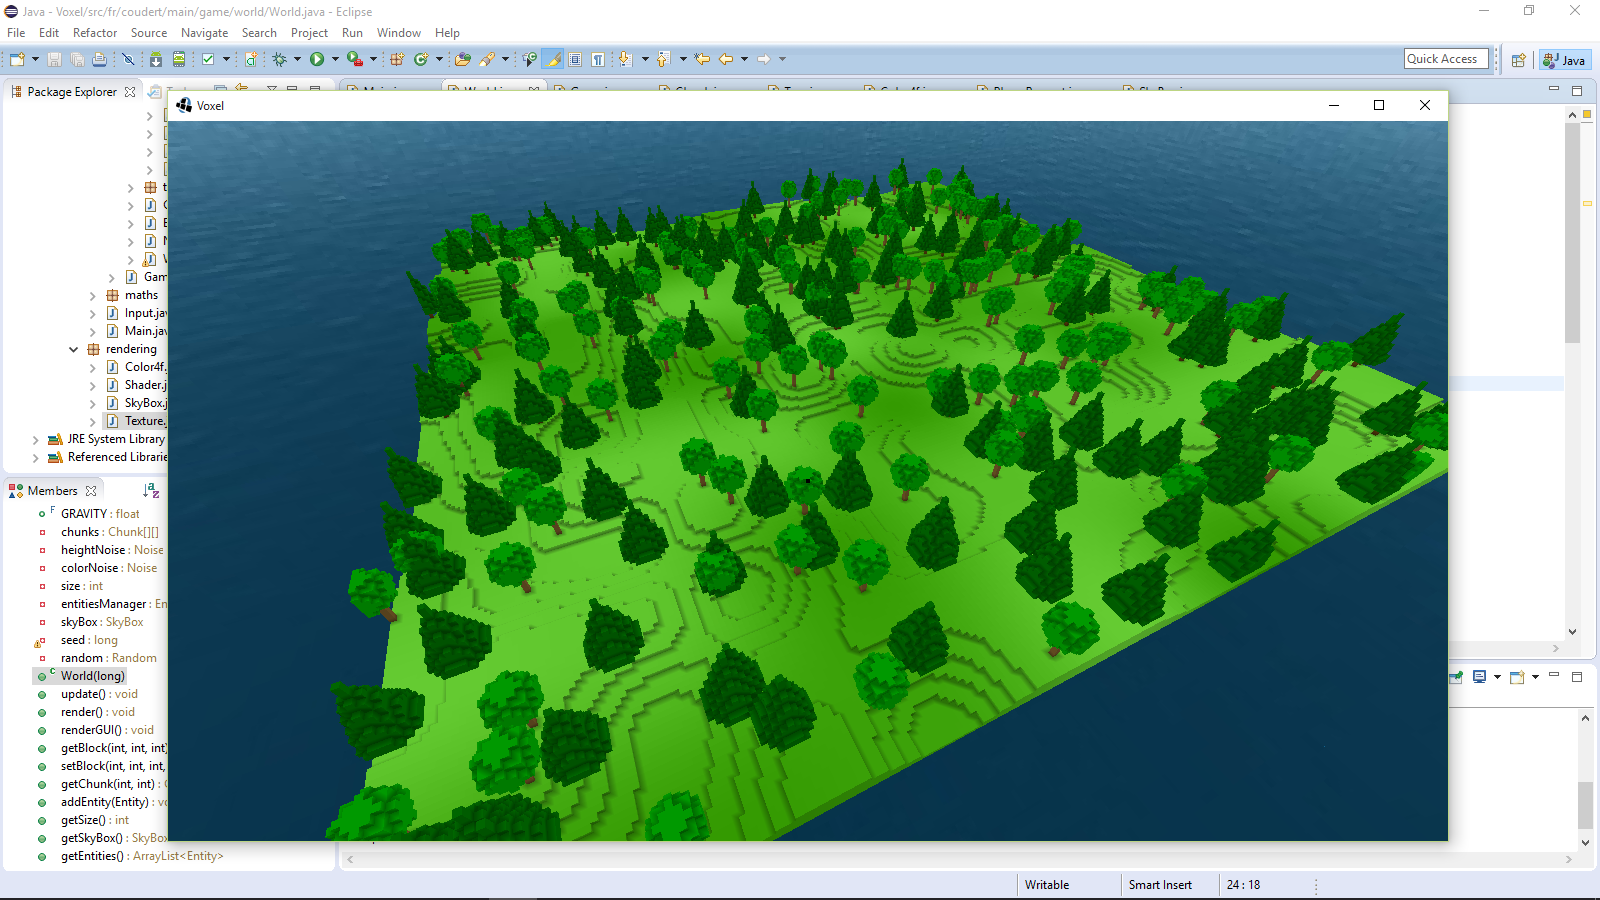 Java - Voxel/src/fr/coudert/main/game/world/World.java - Eclipse
File Edit Refactor Source Navigate Search Project Run Window Help
Quick Access
Java
Package Explorer
Voxel
Gam
maths
Input.jav
Main.jav
rendering
Color4f.
Shader.j
SkyBox.j
Texture.
JRE System Library
Referenced Librarie
Members
GRAVITY : float
chunks : Chunk[][]
heightNoise : Noise
colorNoise : Noise
size : int
entitiesManager : En
skyBox : SkyBox
seed : long
random : Random
World(long)
update() : void
render() : void
renderGUI() : void
getBlock(int, int, int)
setBlock(int, int, int,
getChunk(int, int) : C
addEntity(Entity) : vo
getSize() : int
getSkyBox() : SkyBox
getEntities() : ArrayList<Entity>
Writable
Smart Insert
24 : 18